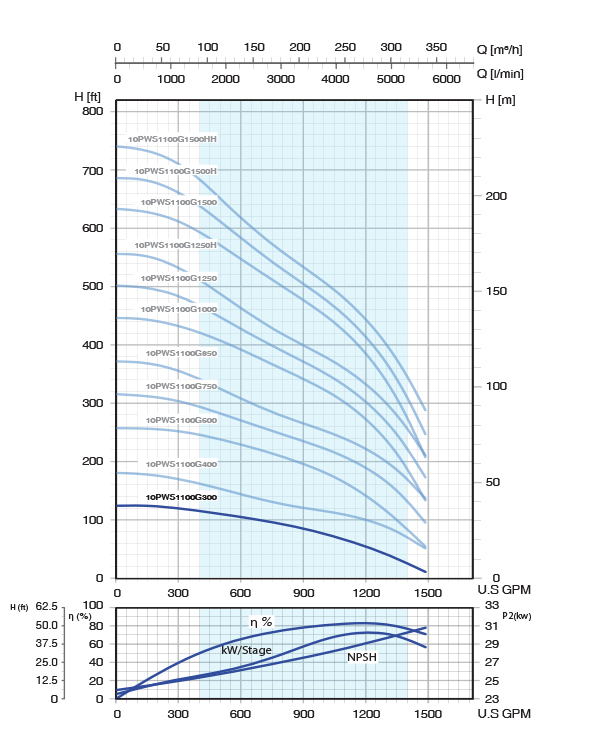 0 50 100 150 200 250 300 350 Q [m³/h]
0 1000 2000 3000 4000 5000 6000 Q [l/min]
H [ft] H [m]
800
10PWS1100G1500HH
700
10PWS1100G1500H
200
10PWS1100G1500
600
10PWS1100G1250H
500
10PWS1100G1250
150
10PWS1100G1000
400
10PWS1100G850
100
10PWS1100G750
300
10PWS1100G600
200
10PWS1100G400
50
10PWS1100G300
100
0 0
0 300 600 900 1200 1500 U.S GPM
H (ft) 62.5 η (%) 100 33 P2(kw)
50.0 80 η % 31
37.5 60 kW/Stage 29
25.0 40 NPSH 27
12.5 20 25
0 0 23
0 300 600 900 1200 1500 U.S GPM